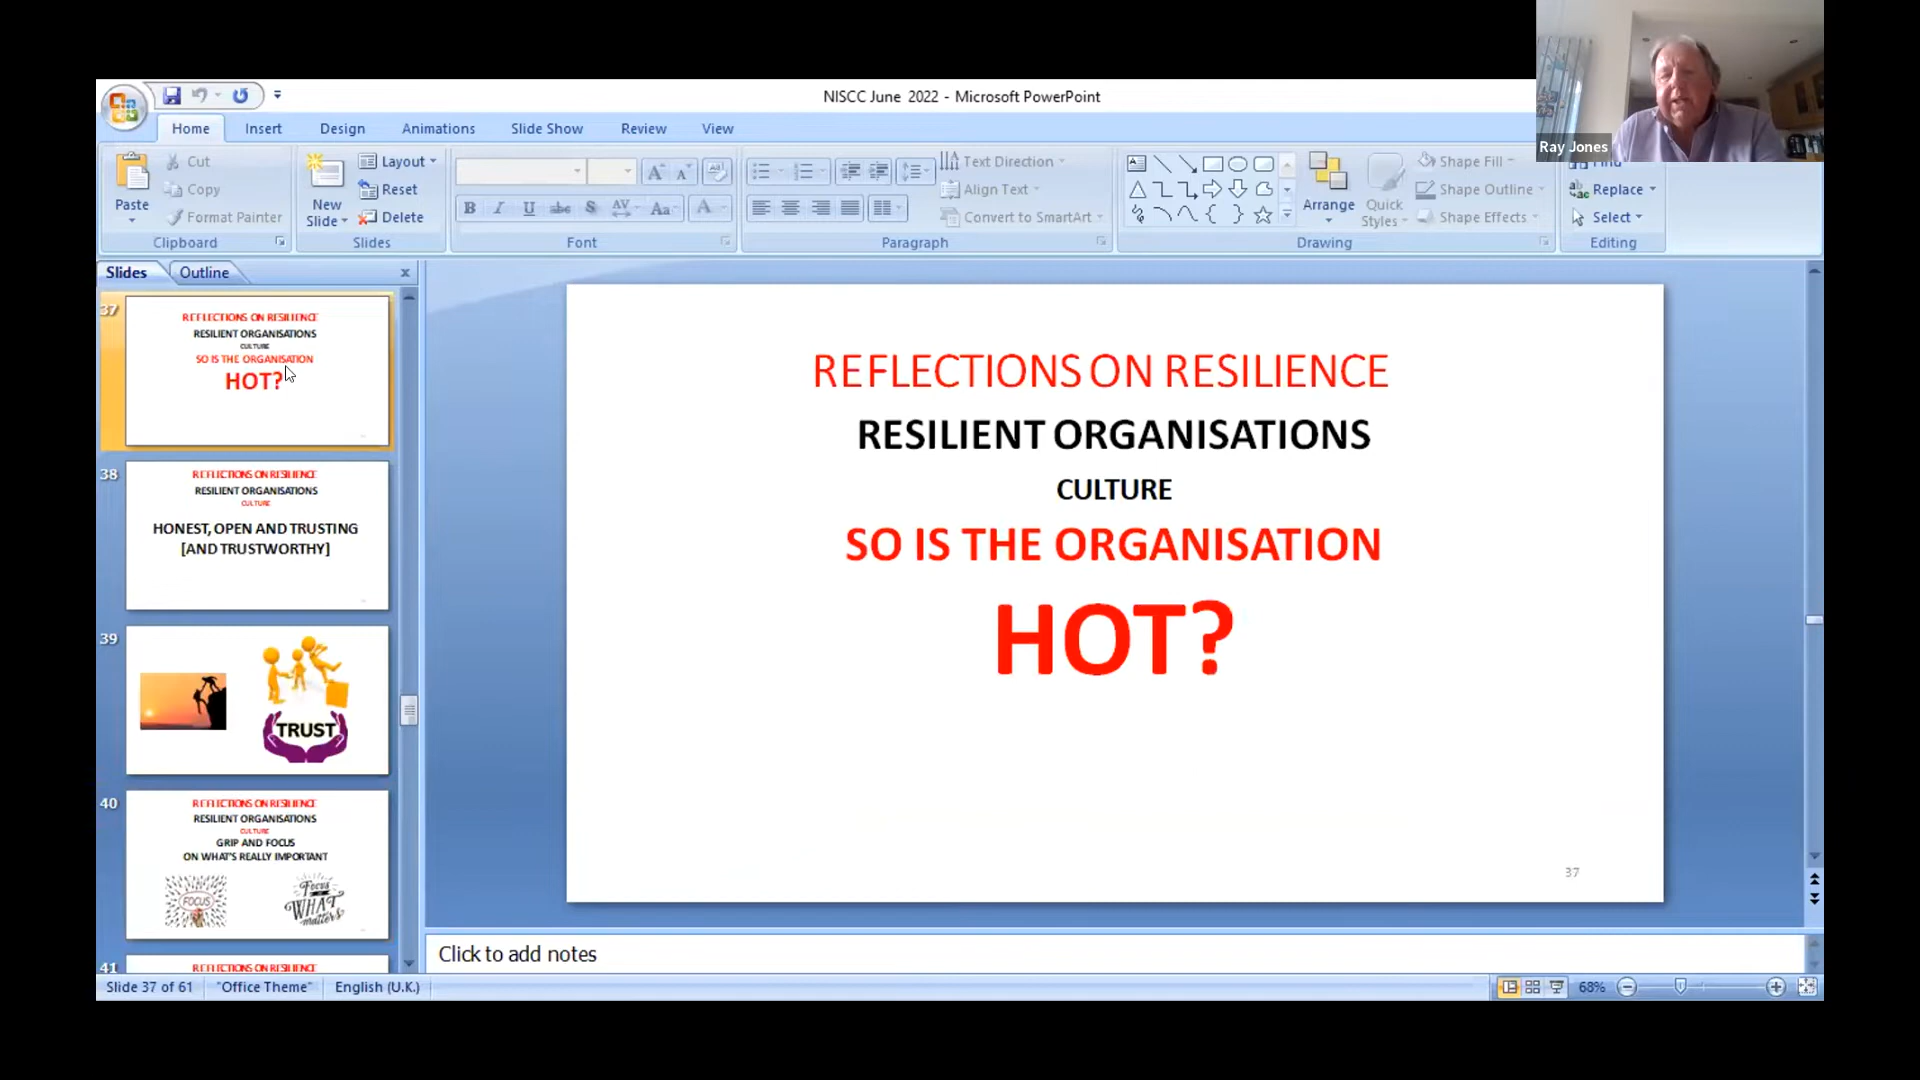 NISCC June 2022 - Microsoft PowerPoint
Home Insert Design Animations Slide Show Review View
Ray Jones
Paste
Cut
Copy
Format Painter
Clipboard
New
Slide
Layout
Reset
Delete
Slides
Font
Text Direction
Align Text
Convert to SmartArt
Paragraph
Arrange
Quick
Styles
Shape Fill
Shape Outline
Shape Effects
Drawing
Find
Replace
Select
Editing
Slides Outline
37
REFLECTIONS ON RESILIENCE
RESILIENT ORGANISATIONS
CULTURE
SO IS THE ORGANISATION
HOT?
38
REFLECTIONS ON RESILIENCE
RESILIENT ORGANISATIONS
CULTURE
HONEST, OPEN AND TRUSTING
[AND TRUSTWORTHY]
39
TRUST
40
REFLECTIONS ON RESILIENCE
RESILIENT ORGANISATIONS
CULTURE
GRIP AND FOCUS
ON WHAT'S REALLY IMPORTANT
FOCUS
Focus
WHAT
matters
41
REFLECTIONS ON RESILIENCE
REFLECTIONS ON RESILIENCE
RESILIENT ORGANISATIONS
CULTURE
SO IS THE ORGANISATION
HOT?
37
Click to add notes
Slide 37 of 61 "Office Theme" English (U.K.) 68%